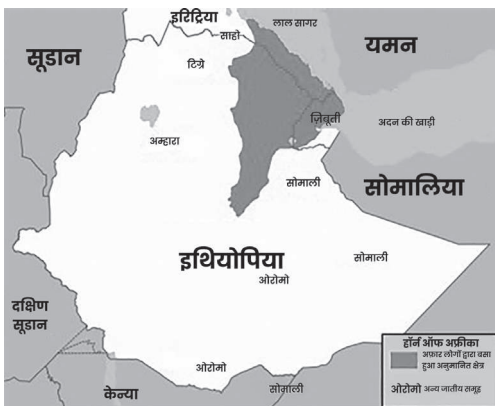 इरिट्रिया
लाल सागर
साहो
सूडान
यमन
टिग्रे
ज़िबूती
अदन की खाड़ी
अम्हारा
सोमाली
सोमालिया
इथियोपिया
सोमाली
ओरोमो
दक्षिण
सूडान
हॉर्न ऑफ अफ्रीका
अफ़ार लोगों द्वारा बसा
हुआ अनुमानित क्षेत्र
ओरोमो
सोमाली
ओरोमो अन्य जातीय समूह
केन्या